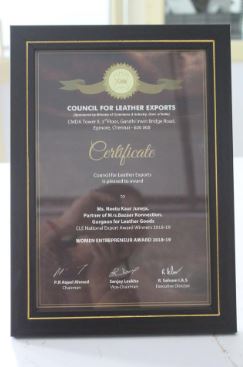 COUNCIL FOR LEATHER EXPORTS
(Sponsored by Ministry of Commerce & Industry, Govt. of India)
CMDA Tower II, 3rd Floor, Gandhi Irwin Bridge Road,
Egmore, Chennai - 600 008
Certificate
Council for Leather Exports
is pleased to award
to
Ms. Neeta Kaur Juneja,
Partner of M/s.Bazaar Konnection,
Gurgaon for Leather Goods
CLE National Export Award Winners 2018-19
WOMEN ENTREPRENEUR AWARD 2018-19
P.R Aqeel Ahmed
Chairman
Sanjay Leekha
Vice-Chairman
R. Selvam I.A.S
Executive Director